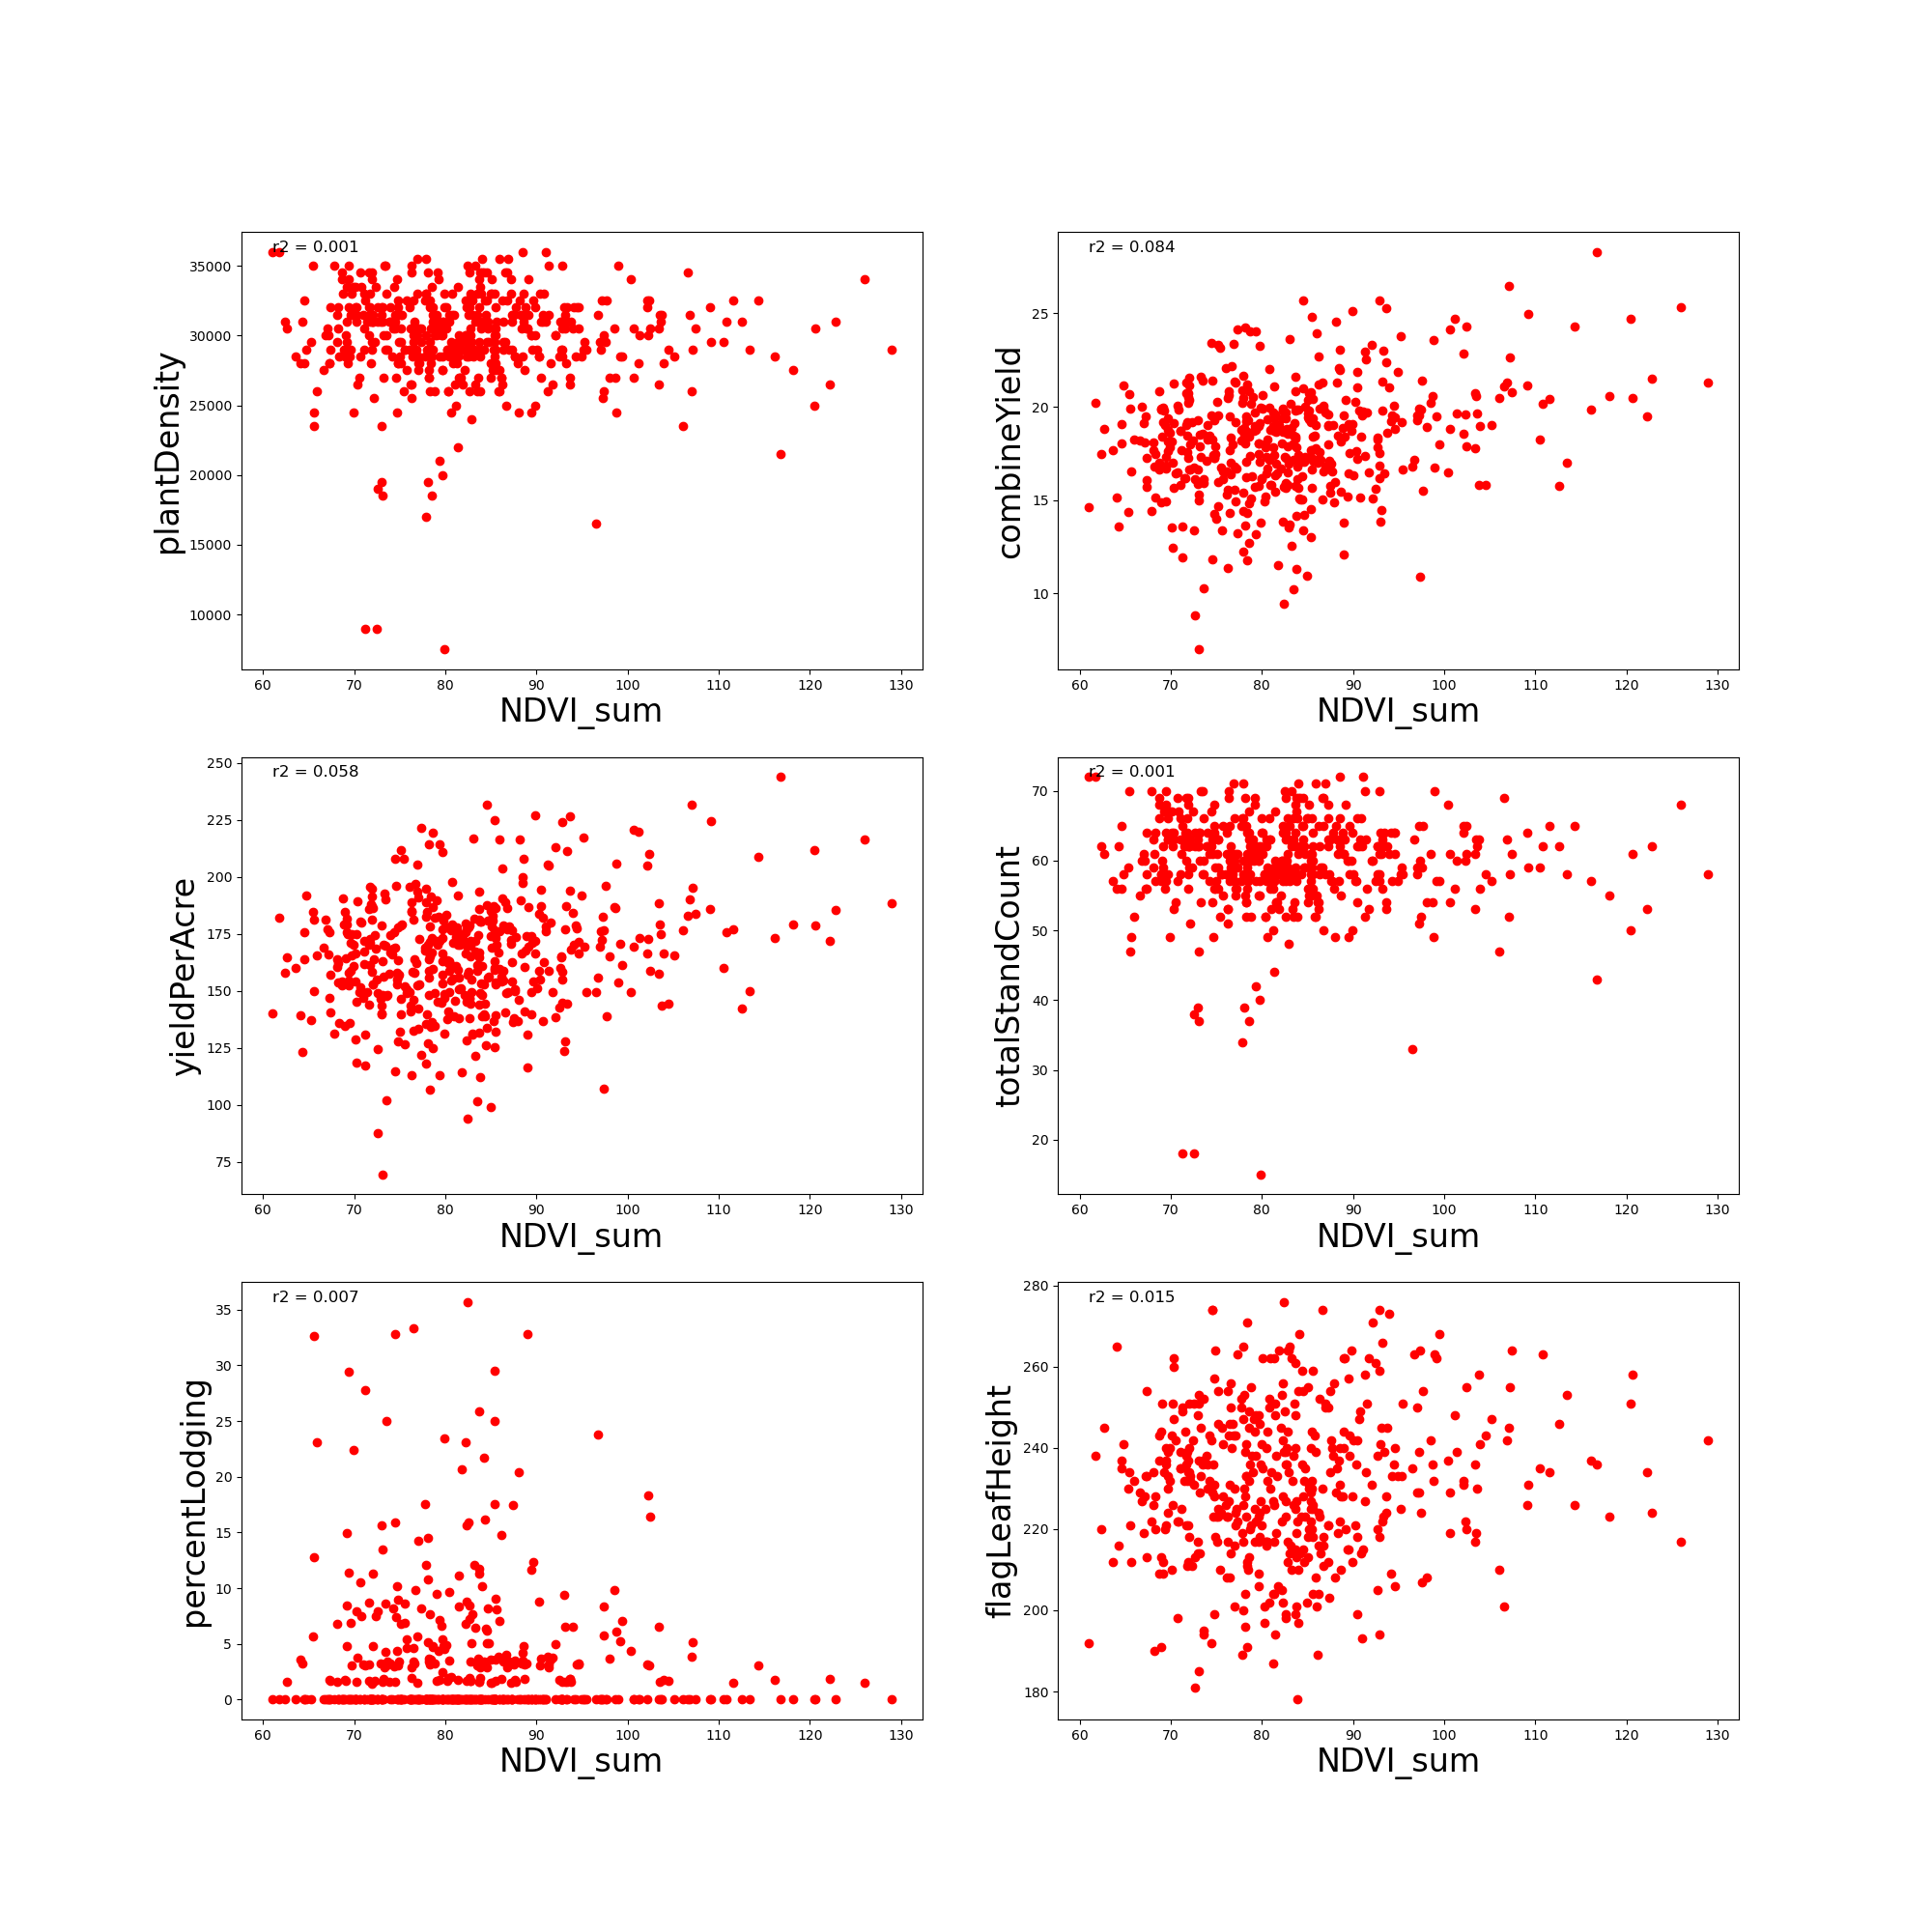 r2 = 0.001
35000
30000
25000
20000
15000
10000
plantDensity
60 70 80 90 100 110 120 130
NDVI_sum
r2 = 0.084
25
20
15
10
combineYield
60 70 80 90 100 110 120 130
NDVI_sum
r2 = 0.058
250
225
200
175
150
125
100
75
yieldPerAcre
60 70 80 90 100 110 120 130
NDVI_sum
r2 = 0.001
70
60
50
40
30
20
totalStandCount
60 70 80 90 100 110 120 130
NDVI_sum
r2 = 0.007
35
30
25
20
15
10
5
0
percentLodging
60 70 80 90 100 110 120 130
NDVI_sum
r2 = 0.015
280
260
240
220
200
180
flagLeafHeight
60 70 80 90 100 110 120 130
NDVI_sum